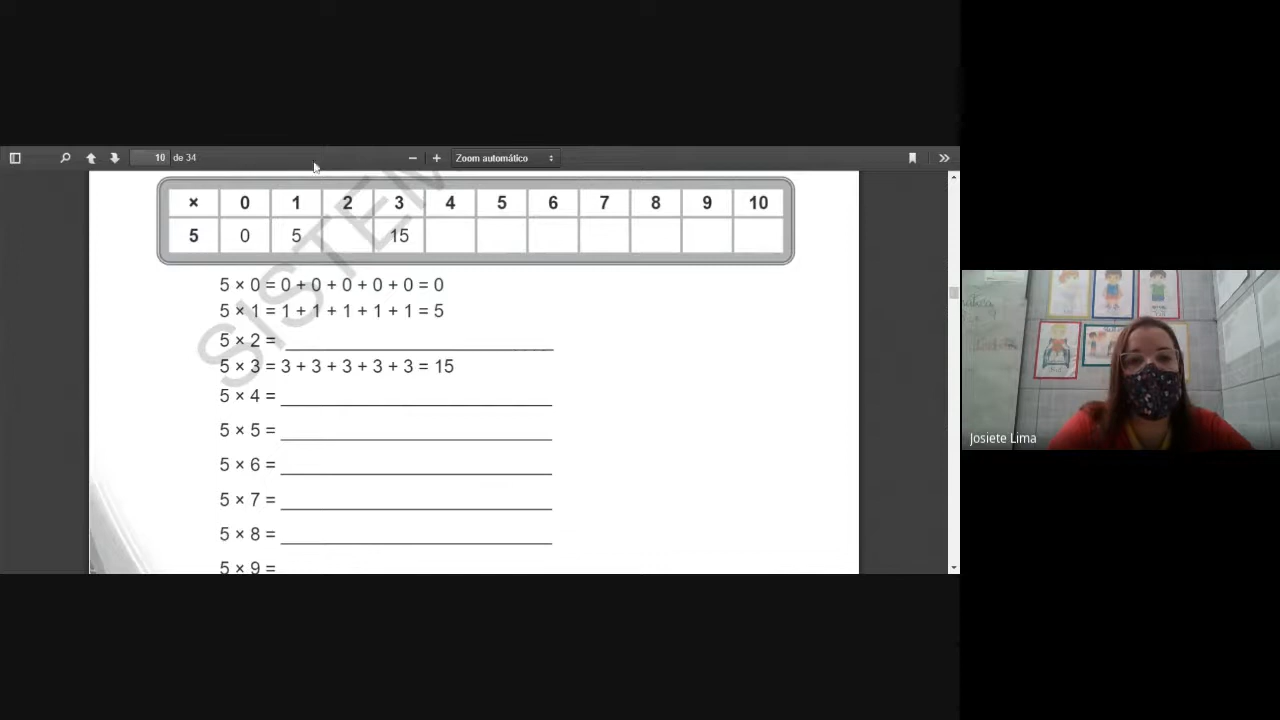 10 de 34
Zoom automático
× 0 1 2 3 4 5 6 7 8 9 10
5 0 5 15
SISTEM
5 × 0 = 0 + 0 + 0 + 0 + 0 = 0
5 × 1 = 1 + 1 + 1 + 1 + 1 = 5
5 × 2 =
5 × 3 = 3 + 3 + 3 + 3 + 3 = 15
5 × 4 =
5 × 5 =
5 × 6 =
5 × 7 =
5 × 8 =
5 × 9 =
Josiete Lima